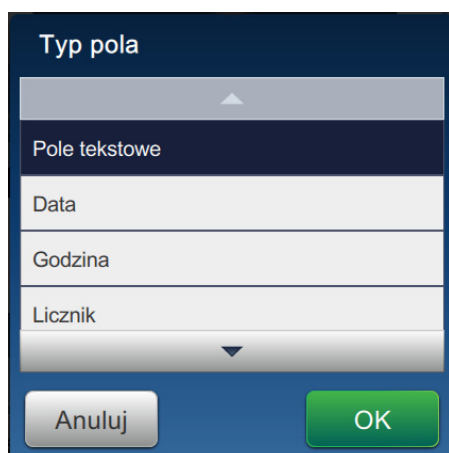 Typ pola
Pole tekstowe
Data
Godzina
Licznik
Anuluj
OK